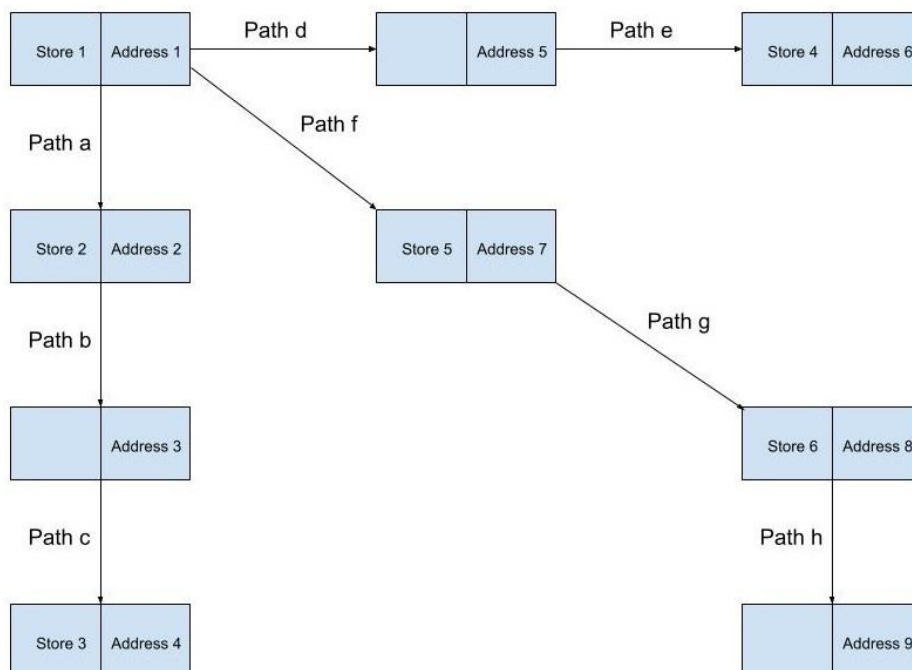 Store 1 Address 1 Path d Address 5 Path e Store 4 Address 6
Path f
Path a
Store 2 Address 2 Store 5 Address 7
Path g
Path b
Address 3 Store 6 Address 8
Path c Path h
Store 3 Address 4 Address 9